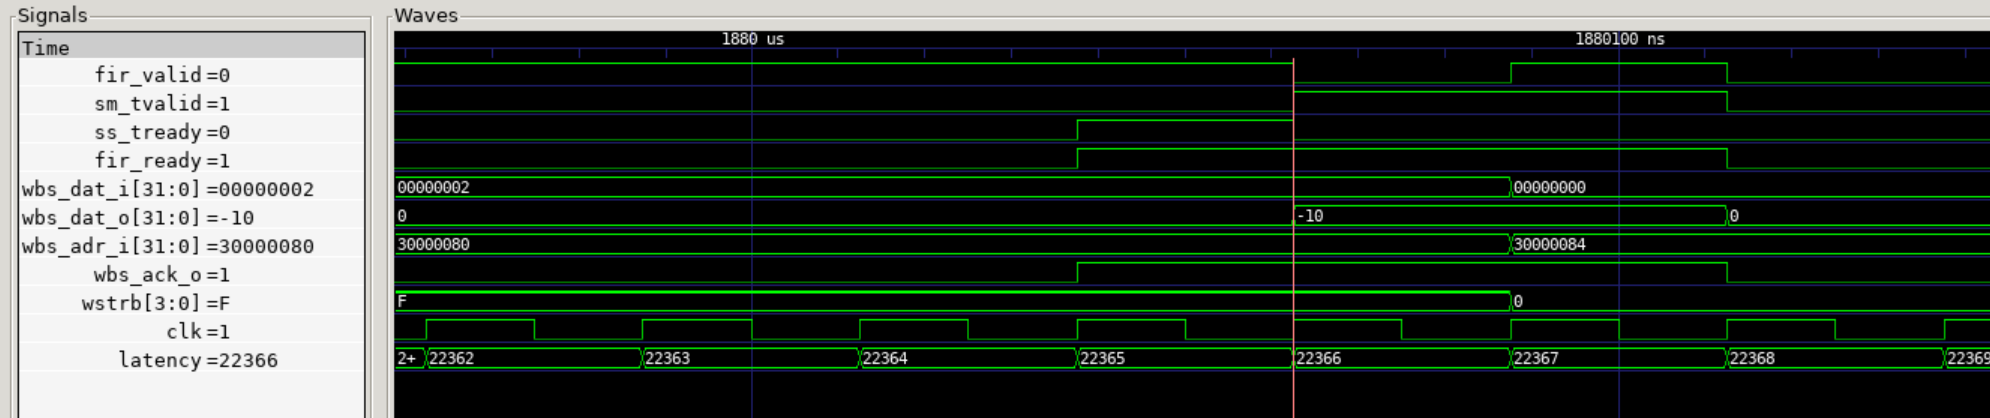 Signals
Waves
Time
1880 us
1880100 ns
fir_valid=0
sm_tvalid=1
ss_tready=0
fir_ready=1
wbs_dat_i[31:0]=00000002
00000002
00000000
wbs_dat_o[31:0]=-10
0
-10
0
wbs_adr_i[31:0]=30000080
30000080
30000084
wbs_ack_o=1
wstrb[3:0]=F
F
0
clk=1
latency=22366
2+
22362
22363
22364
22365
22366
22367
22368
22369